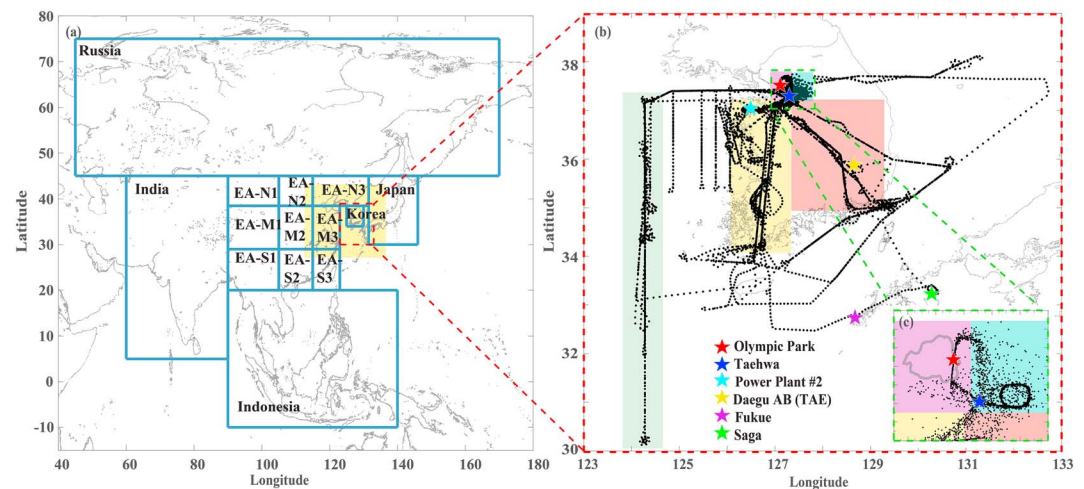 (a)
Russia
India
EA-N1
EA-
N2
EA-N3
Japan
Korea
EA-M1
EA-
M2
EA-
M3
EA-S1
EA-
S2
EA-
S3
Indonesia
80
70
60
50
40
30
20
10
0
-10
Latitude
40
60
80
100
120
140
160
180
Longitude
(b)
38
36
34
32
30
Latitude
123
125
127
129
131
133
Longitude
Olympic Park
Taehwa
Power Plant #2
Daegu AB (TAE)
Fukue
Saga
(c)